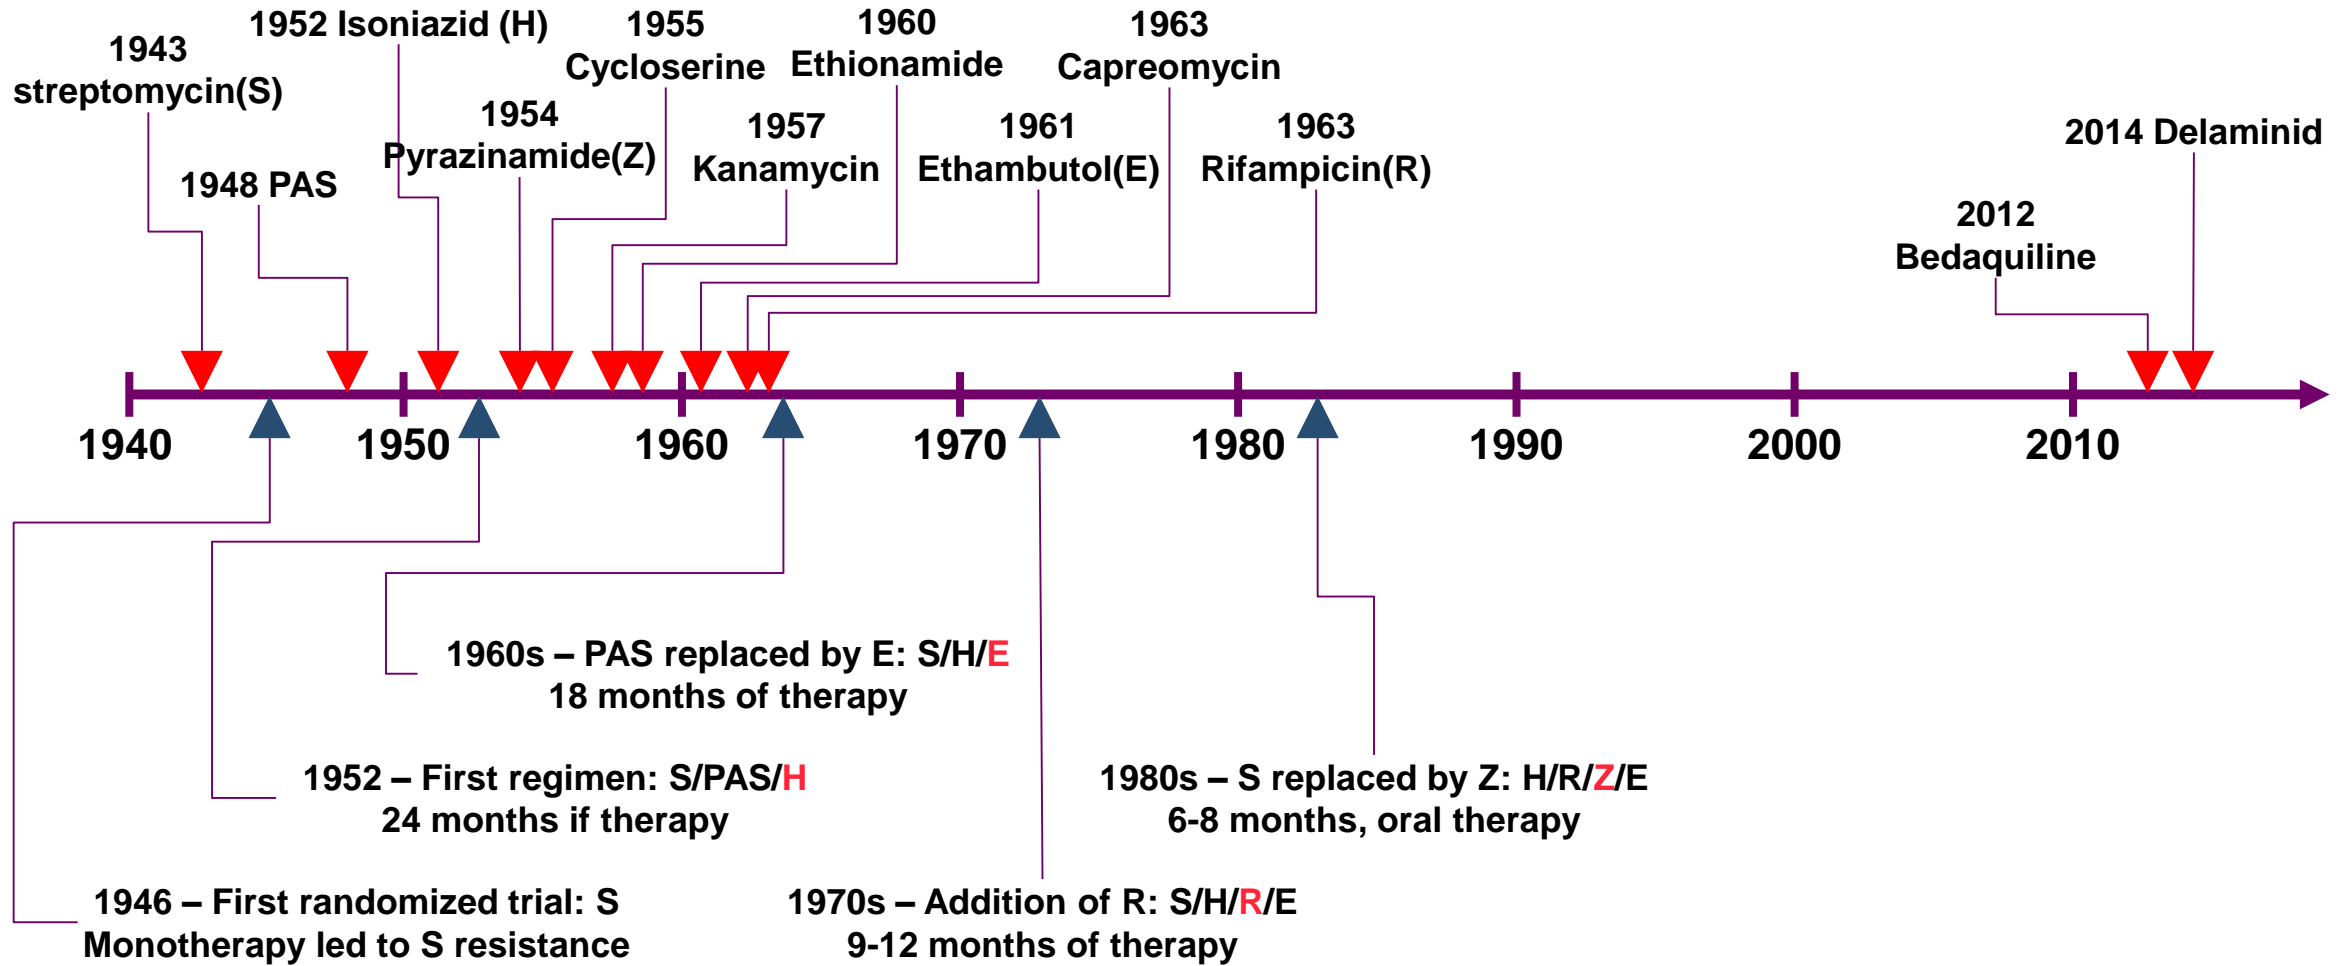 1943
streptomycin(S)
1948 PAS
1952 Isoniazid (H)
1954
Pyrazinamide(Z)
1955
Cycloserine
1957
Kanamycin
1960
Ethionamide
1961
Ethambutol(E)
1963
Capreomycin
1963
Rifampicin(R)
2012
Bedaquiline
2014 Delaminid
1940
1950
1960
1970
1980
1990
2000
2010
1960s – PAS replaced by E: S/H/E
18 months of therapy
1952 – First regimen: S/PAS/H
24 months if therapy
1980s – S replaced by Z: H/R/Z/E
6-8 months, oral therapy
1946 – First randomized trial: S
Monotherapy led to S resistance
1970s – Addition of R: S/H/R/E
9-12 months of therapy